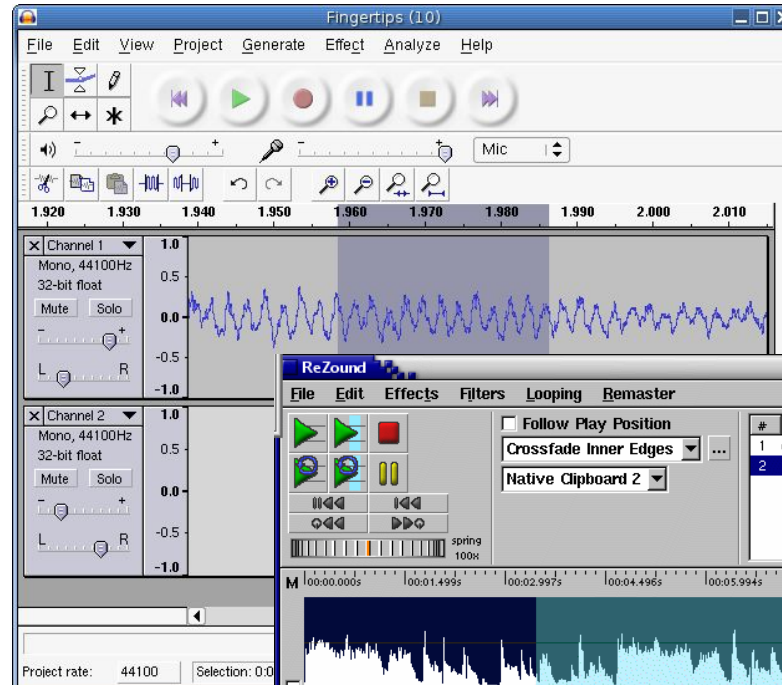 Fingertips (10)
File Edit View Project Generate Effect Analyze Help
Mic
1.920 1.930 1.940 1.950 1.960 1.970 1.980 1.990 2.000 2.010
X Channel 1
Mono, 44100Hz
32-bit float
Mute Solo
- +
L R
1.0
0.5
0.0
-0.5
-1.0
X Channel 2
Mono, 44100Hz
32-bit float
Mute Solo
- +
L R
1.0
0.5
0.0
-0.5
-1.0
Project rate: 44100 Selection: 0:0
ReZound
File Edit Effects Filters Looping Remaster
Follow Play Position
Crossfade Inner Edges ...
Native Clipboard 2
#
1
2
spring
100x
M 00:00.000s 00:01.499s 00:02.997s 00:04.496s 00:05.994s